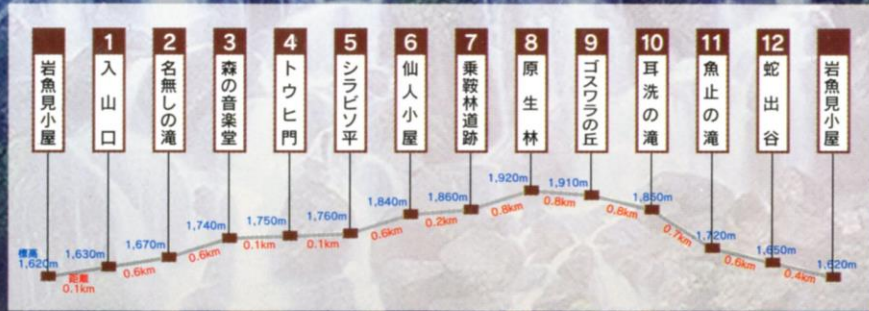 岩魚見小屋
1
入山口
2
名無しの滝
3
森の音楽堂
4
トウヒ門
5
シラビソ平
6
仙人小屋
7
乗鞍林道跡
8
原生林
9
ゴスワラの丘
10
耳洗の滝
11
魚止の滝
12
蛇出谷
岩魚見小屋
標高
1,620m
1,630m
1,670m
1,740m
1,750m
1,760m
1,840m
1,860m
1,920m
1,910m
1,850m
1,720m
1,650m
1,620m
距離
0.1km
0.6km
0.6km
0.1km
0.1km
0.6km
0.2km
0.8km
0.8km
0.8km
0.7km
0.6km
0.4km